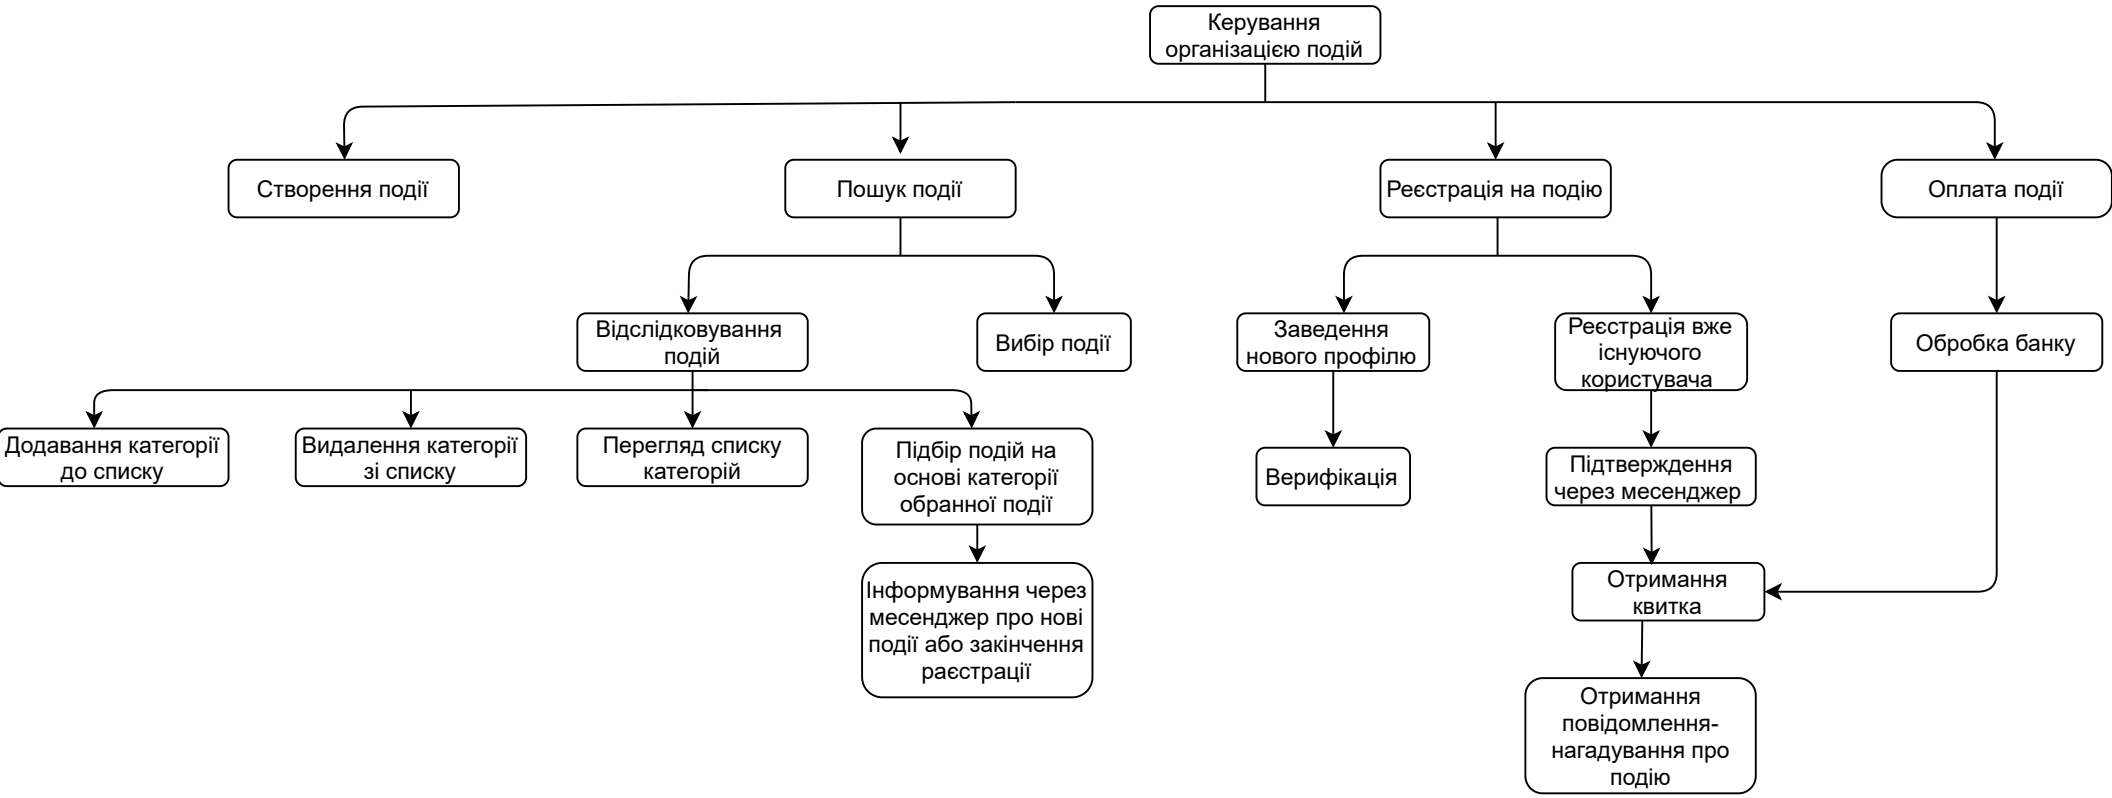 Керування
організацією подій
Створення події
Пошук події
Реєстрація на подію
Оплата події
Відслідковування
подій
Вибір події
Заведення
нового профілю
Реєстрація вже
існуючого
користувача
Обробка банку
Додавання категорії
до списку
Видалення категорії
зі списку
Перегляд списку
категорій
Підбір подій на
основі категорії
обранної події
Верифікація
Підтверждення
через месенджер
Інформування через
месенджер про нові
події або закінчення
раєстрації
Отримання
квитка
Отримання
повідомлення-
нагадування про
подію